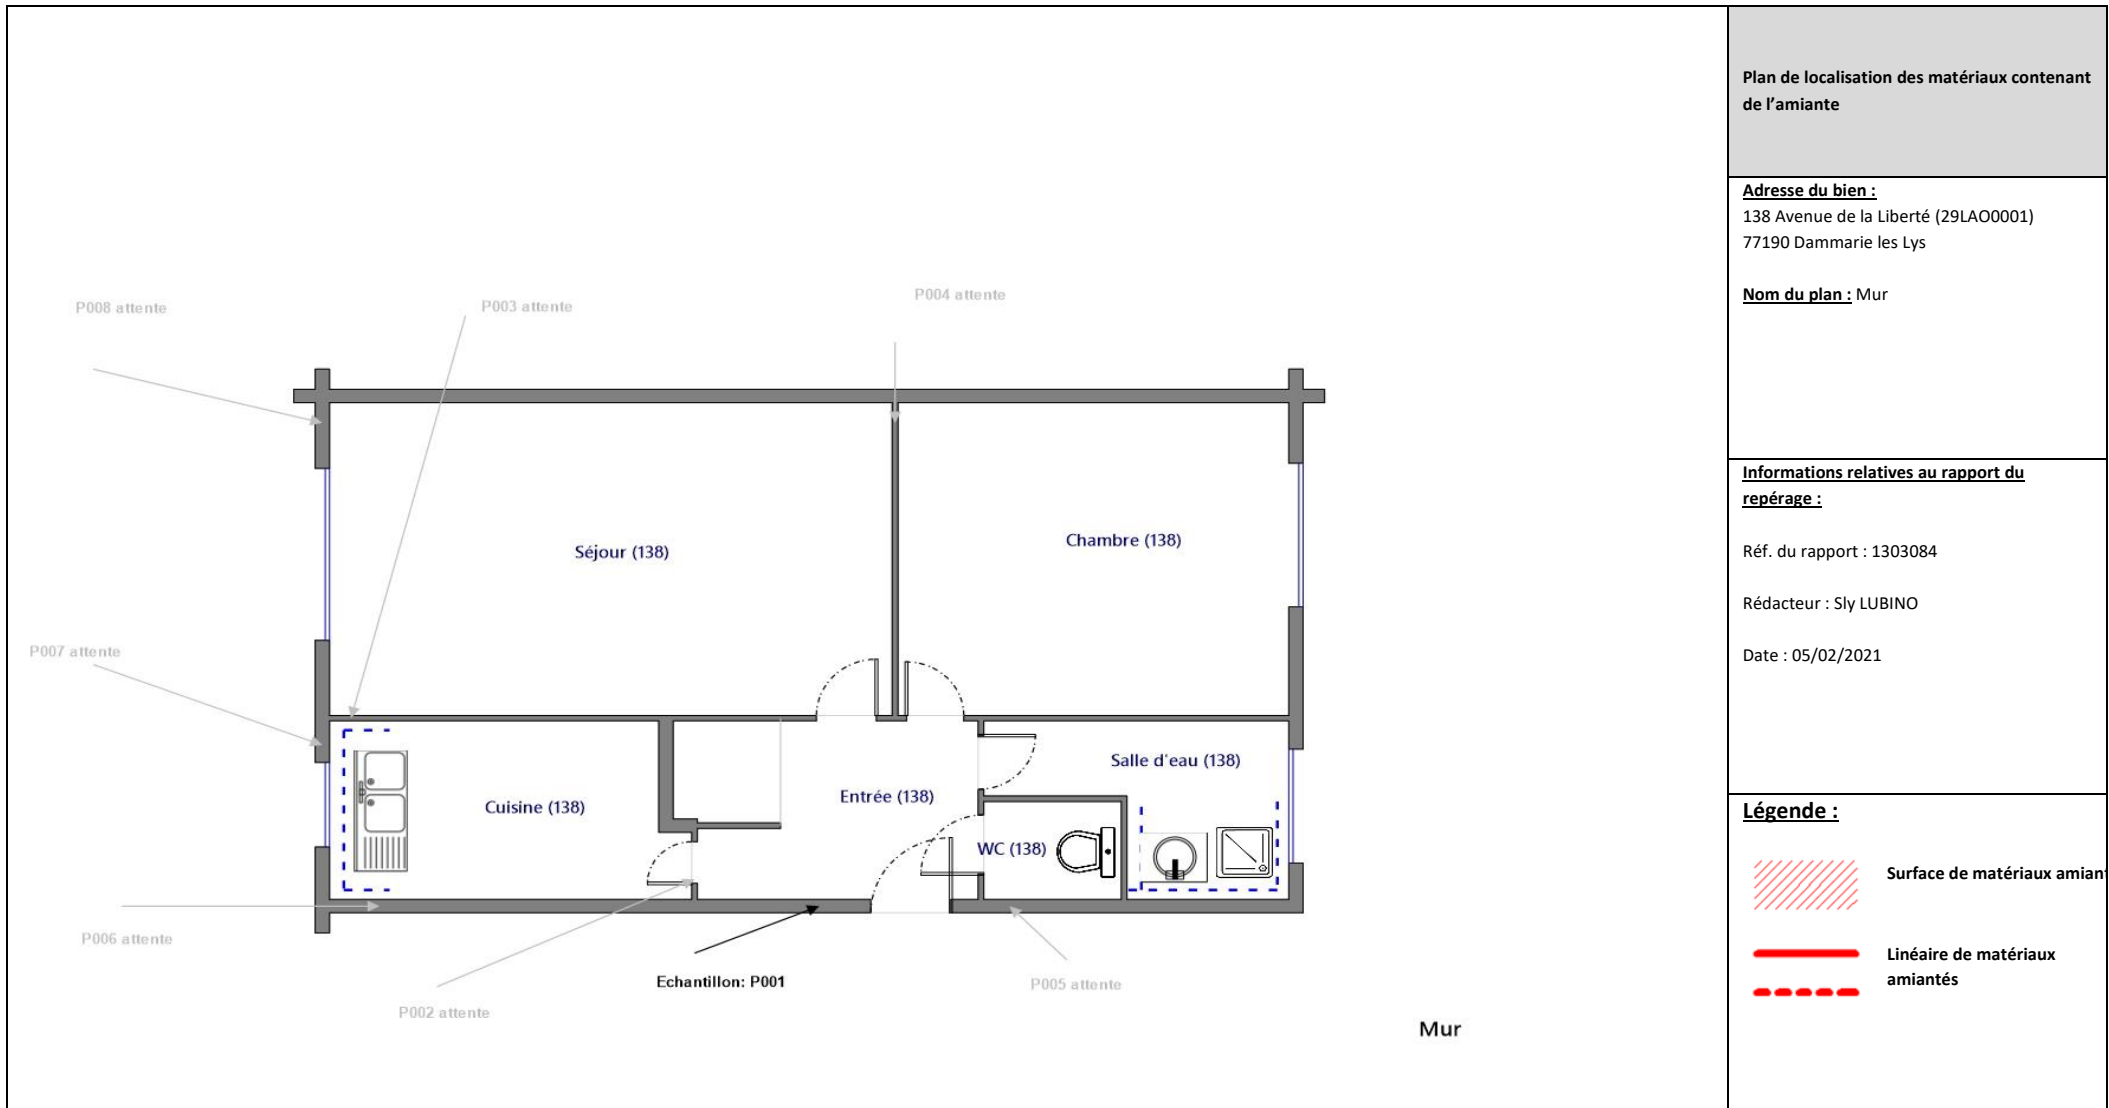 Plan de localisation des matériaux contenant
de l'amiante
Adresse du bien :
138 Avenue de la Liberté (29LAO0001)
77190 Dammarie les Lys
Nom du plan : Mur
Informations relatives au rapport du
repérage :
Réf. du rapport : 1303084
Rédacteur : Sly LUBINO
Date : 05/02/2021
Légende :
Surface de matériaux amian
Linéaire de matériaux
amiantés
P008 attente
P003 attente
P004 attente
Séjour (138)
Chambre (138)
P007 attente
Salle d'eau (138)
Cuisine (138)
Entrée (138)
WC (138)
P006 attente
Echantillon: P001
P005 attente
P002 attente
Mur